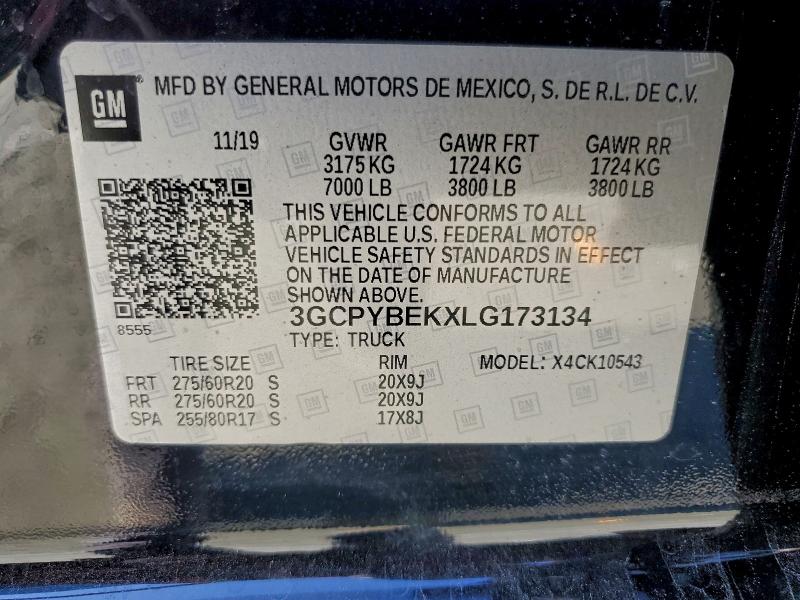 GM
MFD BY GENERAL MOTORS DE MEXICO, S. DE R.L. DE C.V.
11/19 GVWR GAWR FRT GAWR RR
3175 KG 1724 KG 1724 KG
7000 LB 3800 LB 3800 LB
THIS VEHICLE CONFORMS TO ALL
APPLICABLE U.S. FEDERAL MOTOR
VEHICLE SAFETY STANDARDS IN EFFECT
ON THE DATE OF MANUFACTURE
SHOWN ABOVE.
8555
3GCPYBEKXLG173134
TYPE: TRUCK
TIRE SIZE RIM MODEL: X4CK10543
FRT 275/60R20 S 20X9J
RR 275/60R20 S 20X9J
SPA 255/80R17 S 17X8J